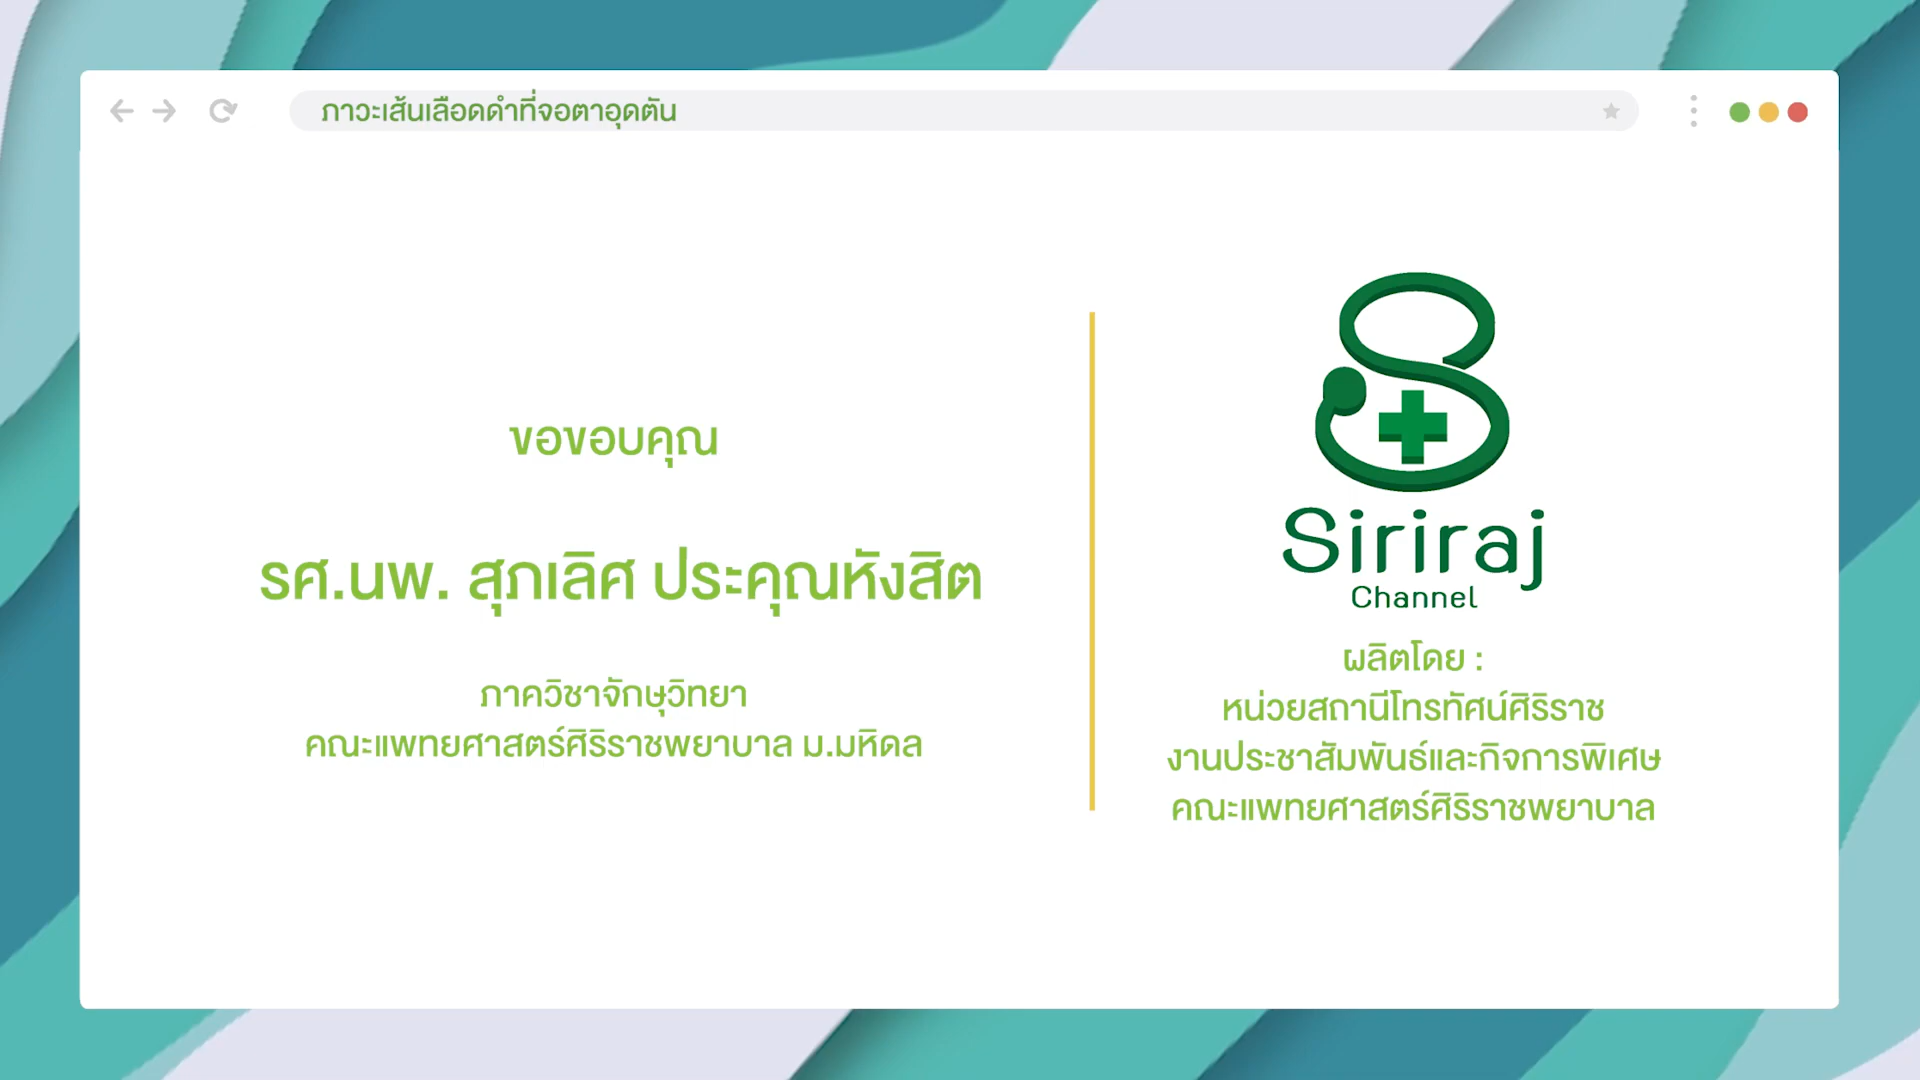 ภาวะเส้นเลือดดำที่จอตาอุดตัน
ขอขอบคุณ
รศ.นพ. สุภเลิศ ประคุณหังสิต
ภาควิชาจักษุวิทยา
คณะแพทยศาสตร์ศิริราชพยาบาล ม.มหิดล
Siriraj
Channel
ผลิตโดย :
หน่วยสถานีโทรทัศน์ศิริราช
งานประชาสัมพันธ์และกิจการพิเศษ
คณะแพทยศาสตร์ศิริราชพยาบาล